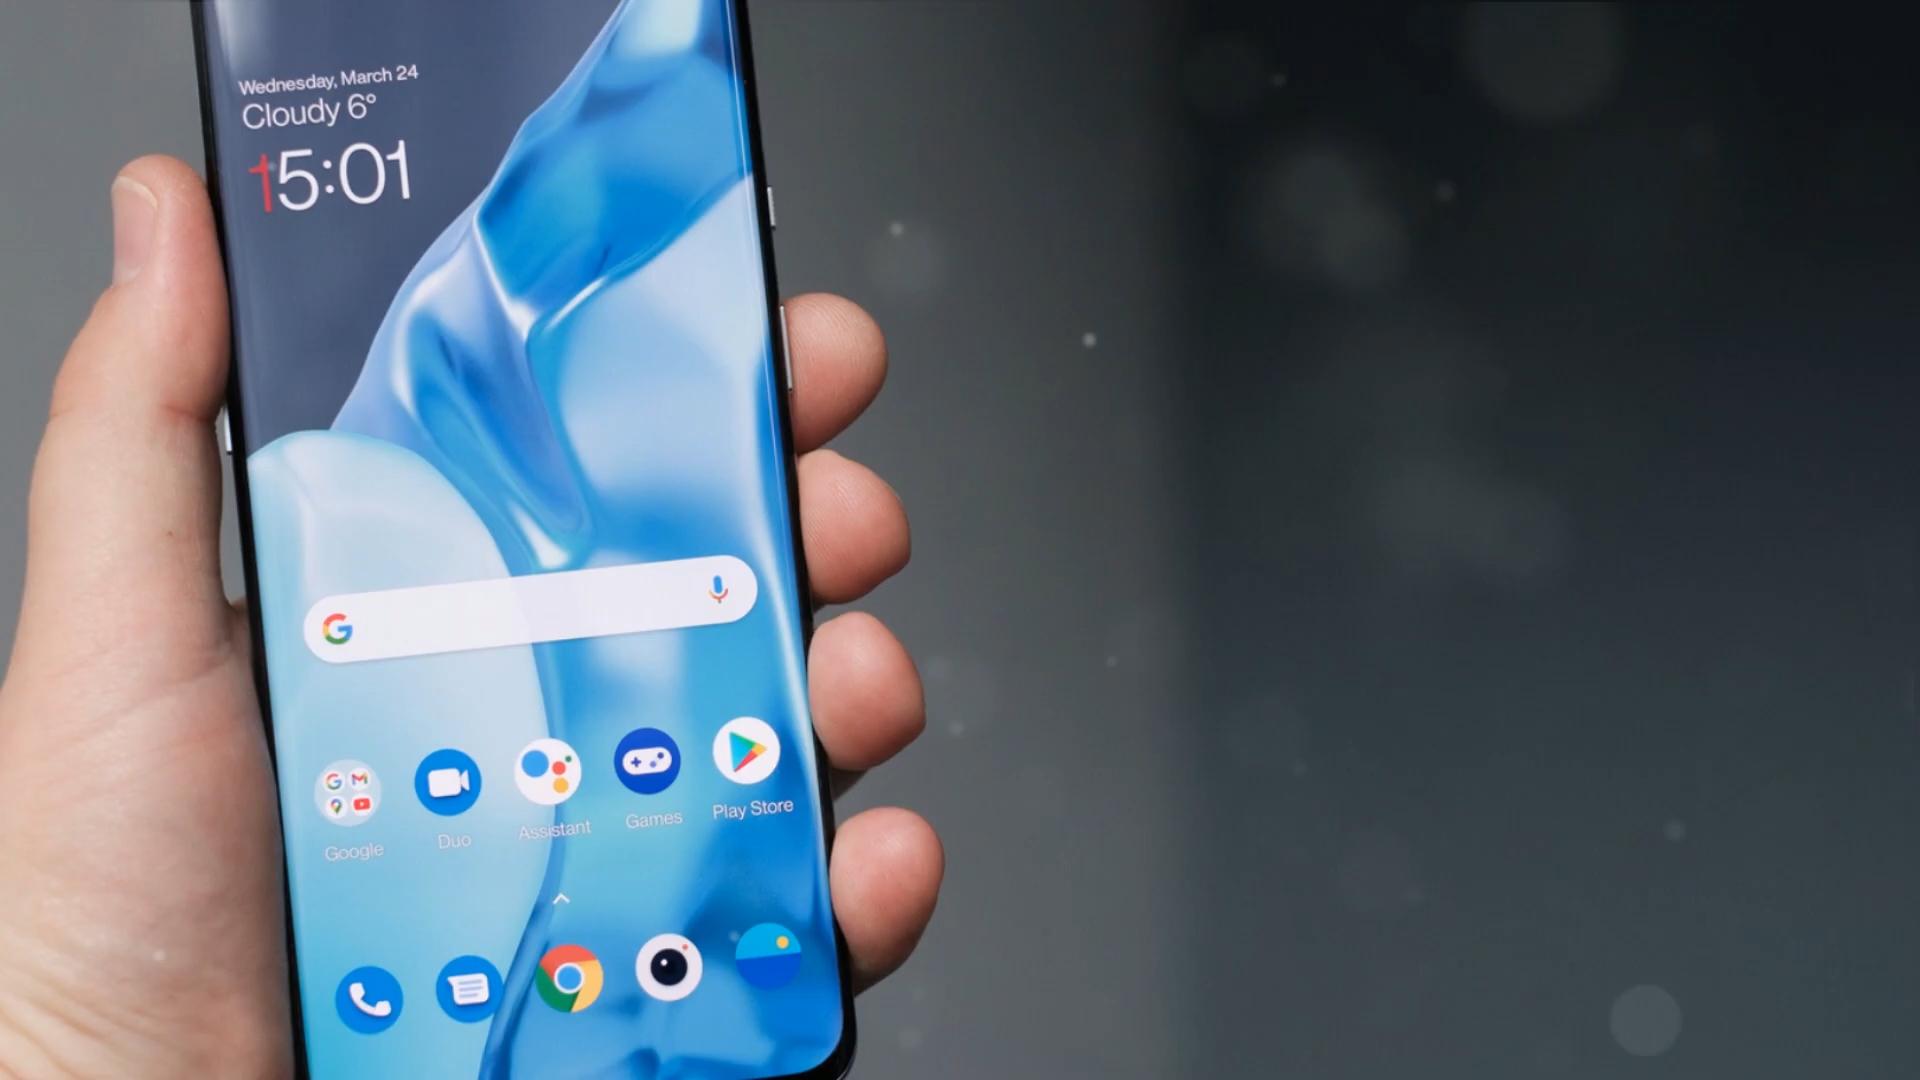 Wednesday, March 24
Cloudy 6°
15:01
Google
Duo
Assistant
Games
Play Store